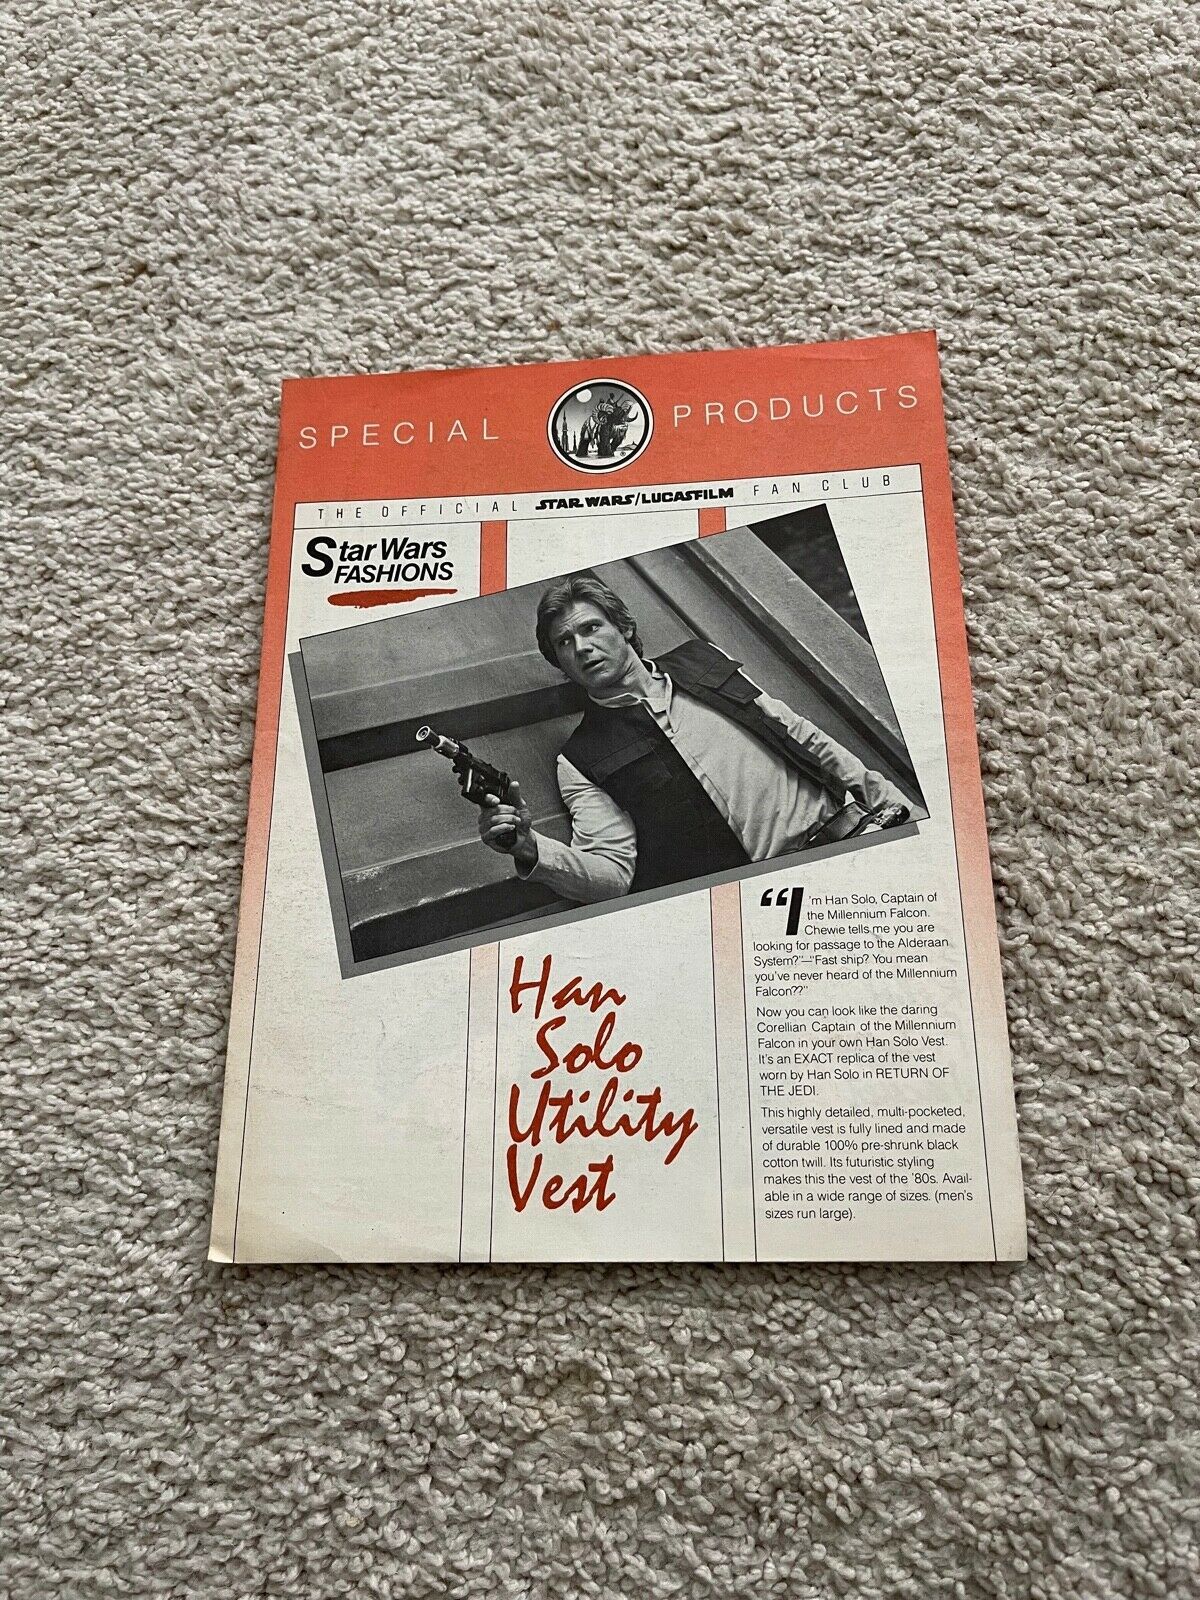 SPECIAL PRODUCTS
THE OFFICIAL STAR WARS/LUCASFILM FAN CLUB
Star Wars
FASHIONS
Han
Solo
Utility
Vest
“I'm Han Solo, Captain of
the Millennium Falcon.
Chewie tells me you are
looking for passage to the Alderaan
System?”—“Fast ship? You mean
you've never heard of the Millennium
Falcon??”
Now you can look like the daring
Corellian Captain of the Millennium
Falcon in your own Han Solo Vest.
It's an EXACT replica of the vest
worn by Han Solo in RETURN OF
THE JEDI.
This highly detailed, multi-pocketed,
versatile vest is fully lined and made
of durable 100% pre-shrunk black
cotton twill. Its futuristic styling
makes this the vest of the '80s. Avail-
able in a wide range of sizes. (men's
sizes run large).